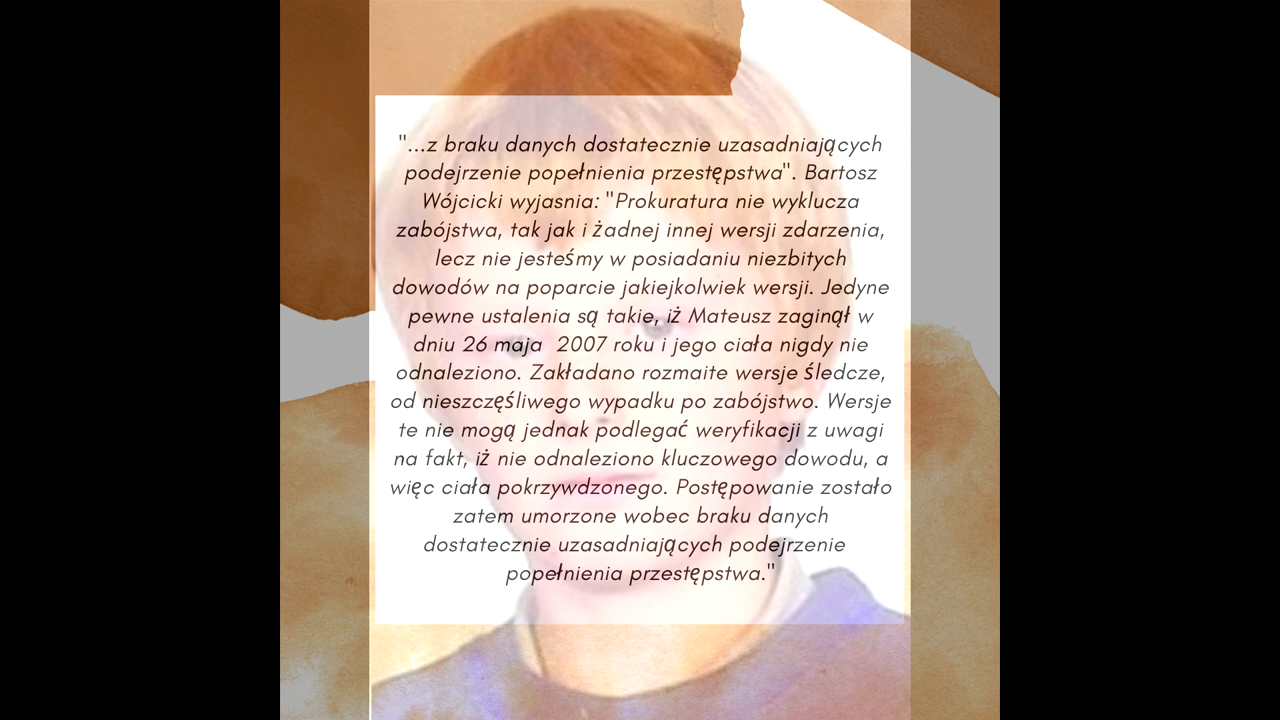 "...z braku danych dostatecznie uzasadniających
podejrzenie popełnienia przestępstwa". Bartosz
Wójcicki wyjasnia: "Prokuratura nie wyklucza
zabójstwa, tak jak i żadnej innej wersji zdarzenia,
lecz nie jesteśmy w posiadaniu niezbitych
dowodów na poparcie jakiejkolwiek wersji. Jedyne
pewne ustalenia są takie, iż Mateusz zaginął w
dniu 26 maja  2007 roku i jego ciała nigdy nie
odnaleziono. Zakładano rozmaite wersje śledcze,
od nieszczęśliwego wypadku po zabójstwo. Wersje
te nie mogą jednak podlegać weryfikacji z uwagi
na fakt, iż nie odnaleziono kluczowego dowodu, a
więc ciała pokrzywdzonego. Postępowanie zostało
zatem umorzone wobec braku danych
dostatecznie uzasadniających podejrzenie
popełnienia przestępstwa."